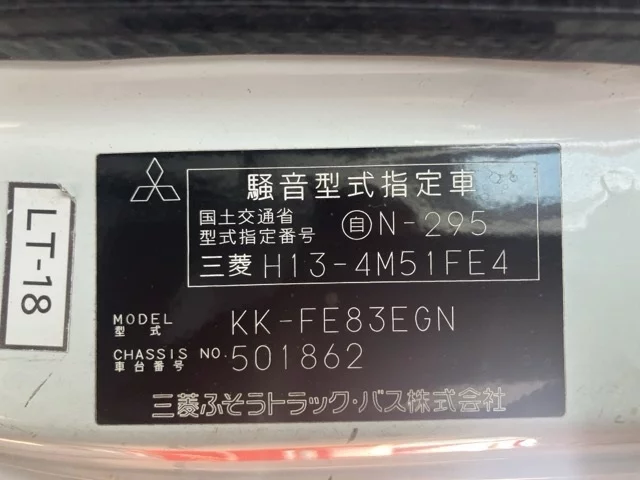 騒音型式指定車
国土交通省
型式指定番号 自N-295
三菱 H13-4M51FE4
MODEL
型式 KK-FE83EGN
CHASSIS NO.
車台番号 501862
三菱ふそうトラック・バス株式会社
LT-18